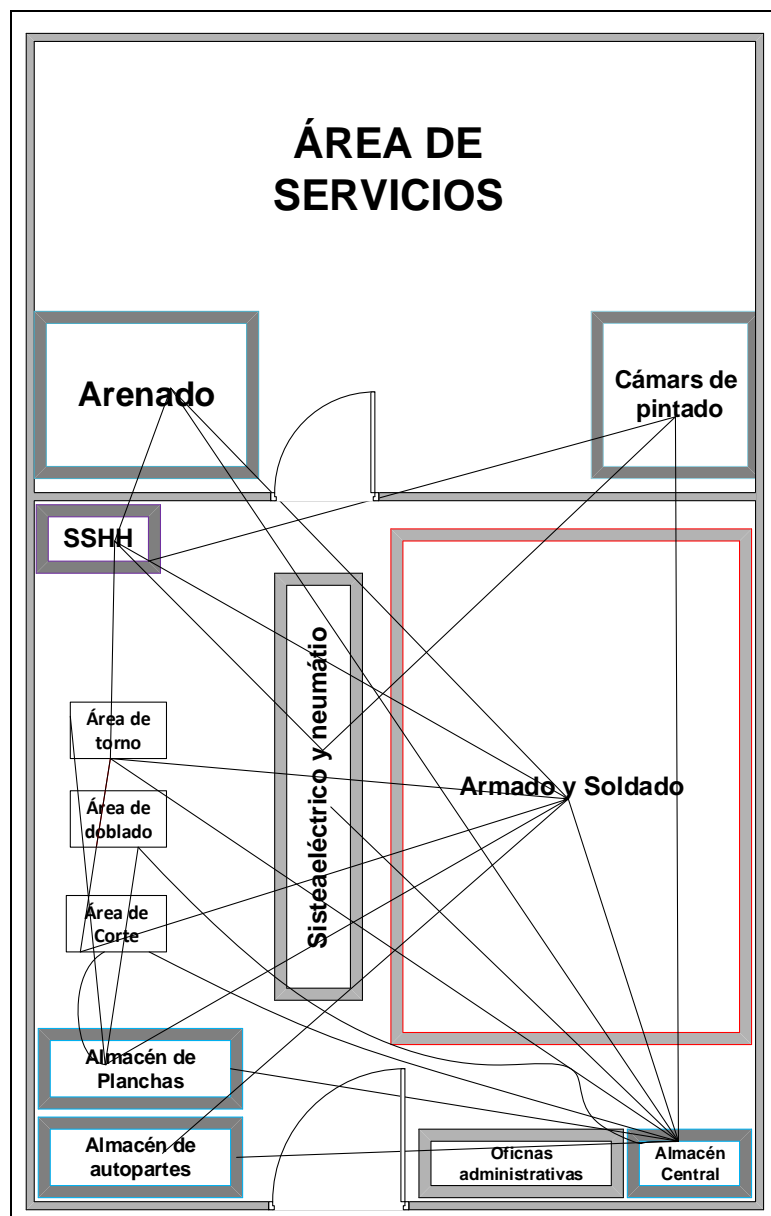 ÁREA DE
SERVICIOS
Arenado
Cámars de
pintado
SSHH
Sisteaeléctrico y neumátio
Área de
torno
Armado y Soldado
Área de
doblado
Área de
Corte
Almacén de
Planchas
Almacén de
autopartes
Oficnas
administrativas
Almacén
Central